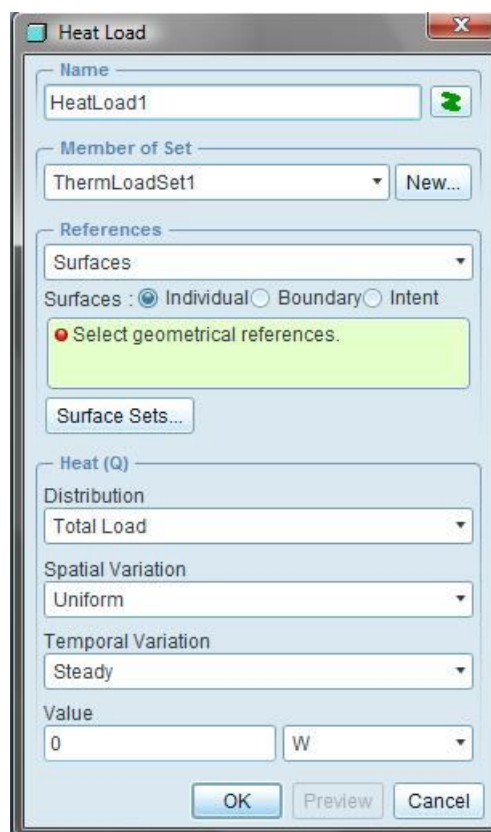 Heat Load
X
Name
HeatLoad1
Member of Set
ThermLoadSet1
New...
References
Surfaces
Surfaces : Individual Boundary Intent
Select geometrical references.
Surface Sets...
Heat (Q)
Distribution
Total Load
Spatial Variation
Uniform
Temporal Variation
Steady
Value
0 W
OK Preview Cancel